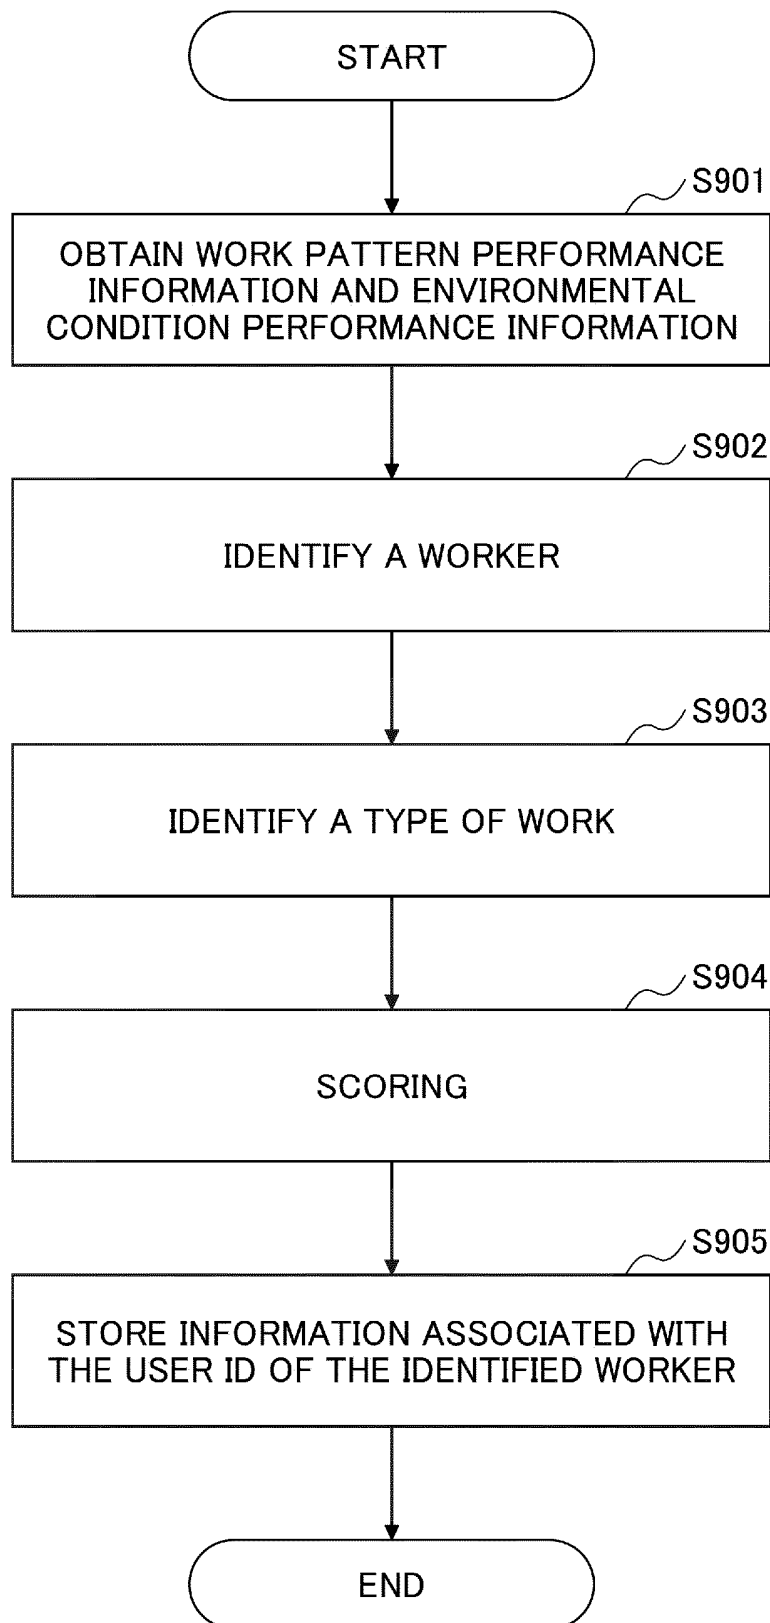 START
S901
OBTAIN WORK PATTERN PERFORMANCE
INFORMATION AND ENVIRONMENTAL
CONDITION PERFORMANCE INFORMATION
S902
IDENTIFY A WORKER
S903
IDENTIFY A TYPE OF WORK
S904
SCORING
S905
STORE INFORMATION ASSOCIATED WITH
THE USER ID OF THE IDENTIFIED WORKER
END